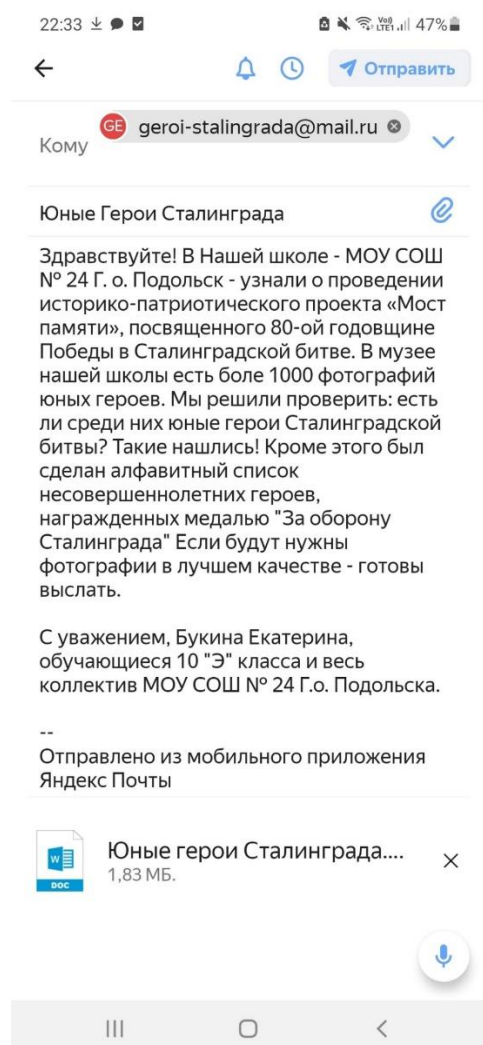 22:33
Vo)) LTE1 47%
Отправить
Кому GE geroi-stalingrada@mail.ru
Юные Герои Сталинграда
Здравствуйте! В Нашей школе - МОУ СОШ
№ 24 Г. о. Подольск - узнали о проведении
историко-патриотического проекта «Мост
памяти», посвященного 80-ой годовщине
Победы в Сталинградской битве. В музее
нашей школы есть боле 1000 фотографий
юных героев. Мы решили проверить: есть
ли среди них юные герои Сталинградской
битвы? Такие нашлись! Кроме этого был
сделан алфавитный список
несовершеннолетних героев,
награжденных медалью "За оборону
Сталинграда" Если будут нужны
фотографии в лучшем качестве - готовы
выслать.
С уважением, Букина Екатерина,
обучающиеся 10 "Э" класса и весь
коллектив МОУ СОШ № 24 Г.о. Подольска.
--
Отправлено из мобильного приложения
Яндекс Почты
W
DOC
Юные герои Сталинграда....
1,83 МБ.